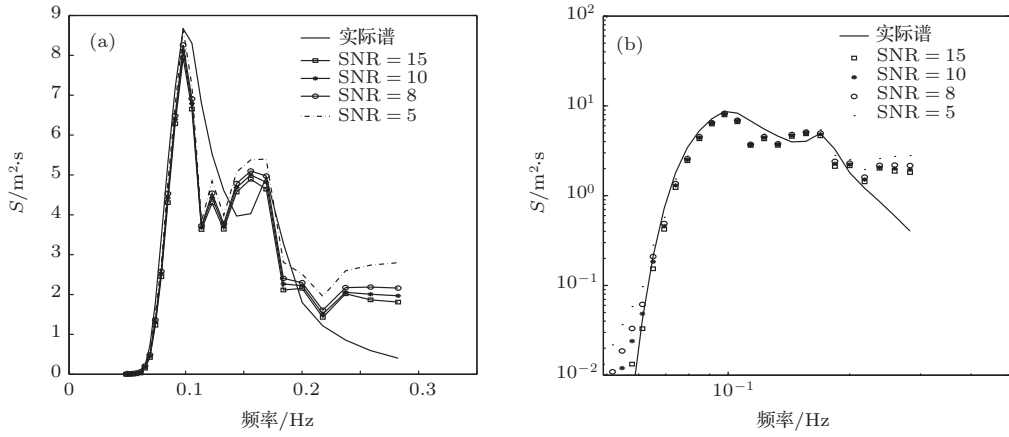 (a)
实际谱
SNR = 15
SNR = 10
SNR = 8
SNR = 5
9
8
7
6
5
4
3
2
1
0
S/m²·s
0
0.1
0.2
0.3
频率/Hz
(b)
实际谱
SNR = 15
SNR = 10
SNR = 8
SNR = 5
10²
10¹
10⁰
10⁻¹
10⁻²
S/m²·s
10⁻¹
频率/Hz